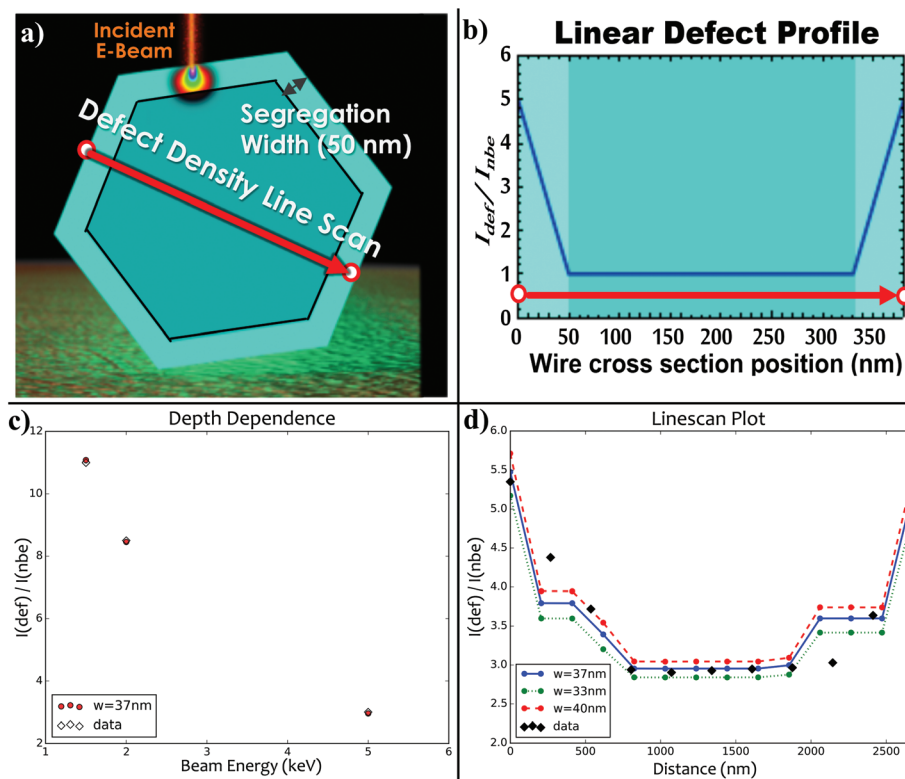 a)
Incident
E-Beam
Segregation
Width (50 nm)
Defect Density Line Scan
b)
Linear Defect Profile
6
5
4
3
2
1
0
I_def / I_nbe
0 50 100 150 200 250 300 350
Wire cross section position (nm)
c)
Depth Dependence
12
10
8
6
4
2
I(def) / I(nbe)
w=37nm
data
1 2 3 4 5 6
Beam Energy (keV)
d)
Linescan Plot
6.0
5.5
5.0
4.5
4.0
3.5
3.0
2.5
2.0
I(def) / I(nbe)
w=37nm
w=33nm
w=40nm
data
0 500 1000 1500 2000 2500
Distance (nm)